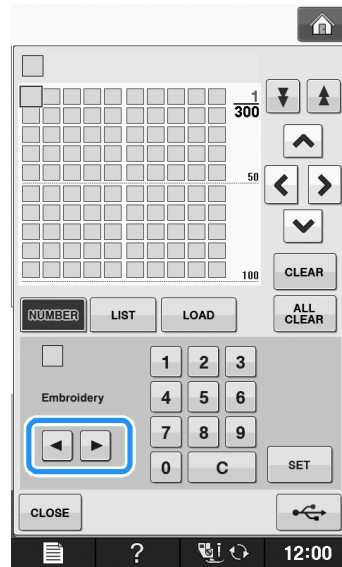 1
300
50
100
CLEAR
NUMBER LIST LOAD
ALL
CLEAR
1 2 3
Embroidery
4 5 6
7 8 9
0 C
SET
CLOSE
? 12:00